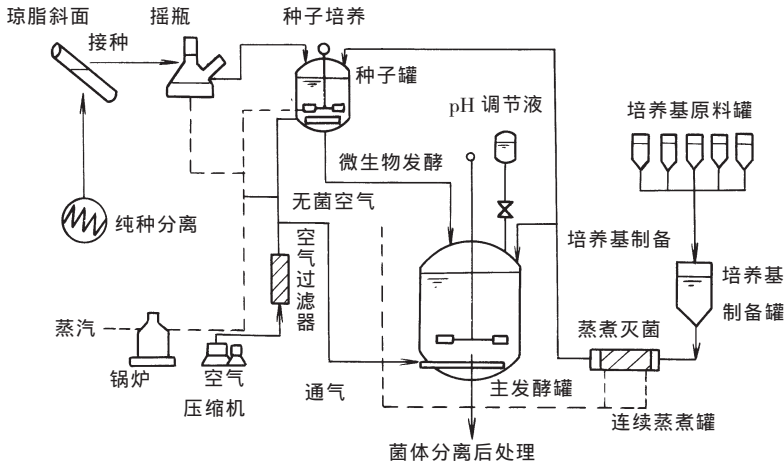 琼脂斜面
摇瓶
种子培养
接种
种子罐
pH 调节液
培养基原料罐
微生物发酵
无菌空气
纯种分离
空气过滤器
培养基制备
培养基
制备罐
蒸汽
蒸煮灭菌
锅炉
空气
压缩机
通气
主发酵罐
连续蒸煮罐
菌体分离后处理